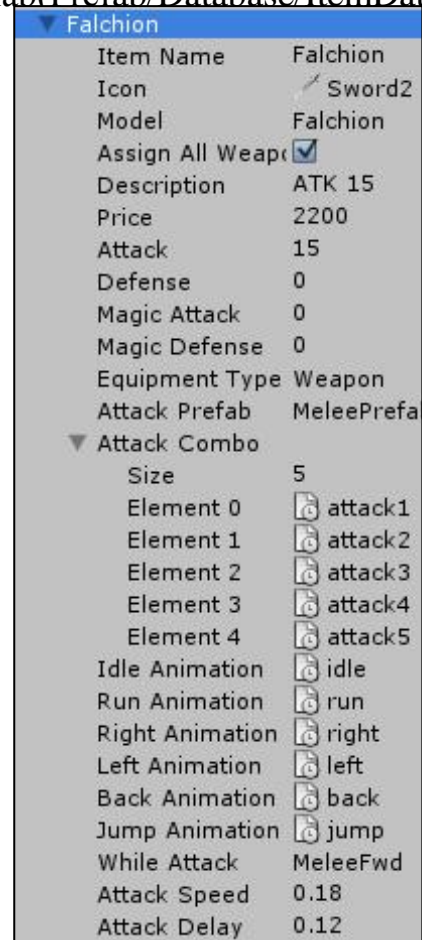 Falchion
Item Name Falchion
Icon Sword2
Model Falchion
Assign All Weap
Description ATK 15
Price 2200
Attack 15
Defense 0
Magic Attack 0
Magic Defense 0
Equipment Type Weapon
Attack Prefab MeleePrefa
Attack Combo
Size 5
Element 0 attack1
Element 1 attack2
Element 2 attack3
Element 3 attack4
Element 4 attack5
Idle Animation idle
Run Animation run
Right Animation right
Left Animation left
Back Animation back
Jump Animation jump
While Attack MeleeFwd
Attack Speed 0.18
Attack Delay 0.12